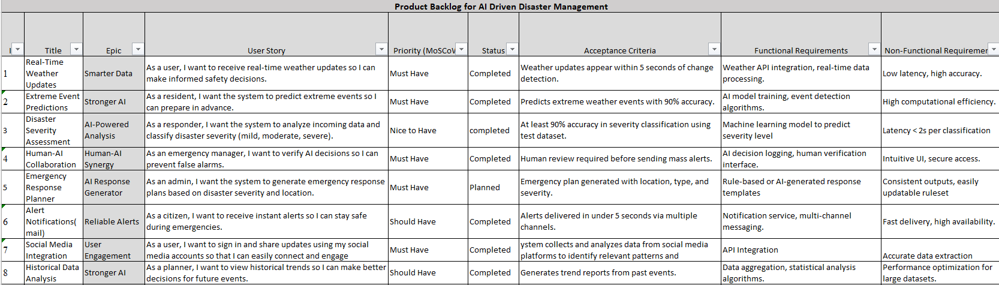 Product Backlog for AI Driven Disaster Management
I Title Epic User Story Priority (MoSCoW Status Acceptance Criteria Functional Requirements Non-Functional Requiremer
1 Real-Time Weather Updates Smarter Data As a user, I want to receive real-time weather updates so I can make informed safety decisions. Must Have Completed Weather updates appear within 5 seconds of change detection. Weather API integration, real-time data processing. Low latency, high accuracy.
2 Extreme Event Predictions Stronger AI As a resident, I want the system to predict extreme events so I can prepare in advance. Must Have Completed Predicts extreme weather events with 90% accuracy. AI model training, event detection algorithms. High computational efficiency.
3 Disaster Severity Assessment AI-Powered Analysis As a responder, I want the system to analyze incoming data and classify disaster severity (mild, moderate, severe). Nice to Have completed At least 90% accuracy in severity classification using test dataset. Machine learning model to predict severity level Latency < 2s per classification
4 Human-AI Collaboration Human-AI Synergy As an emergency manager, I want to verify AI decisions so I can prevent false alarms. Must Have Completed Human review required before sending mass alerts. AI decision logging, human verification interface. Intuitive UI, secure access.
5 Emergency Response Planner AI Response Generator As an admin, I want the system to generate emergency response plans based on disaster severity and location. Must Have Planned Emergency plan generated with location, type, and severity. Rule-based or AI-generated response templates Consistent outputs, easily updatable ruleset
6 Alert Notifications( mail) Reliable Alerts As a citizen, I want to receive instant alerts so I can stay safe during emergencies. Should Have Completed Alerts delivered in under 5 seconds via multiple channels. Notification service, multi-channel messaging. Fast delivery, high availability.
7 Social Media Integration User Engagement As a user, I want to sign in and share updates using my social media accounts so that I can easily connect and engage Must Have Completed ystem collects and analyzes data from social media platforms to identify relevant patterns and API Integration Accurate data extraction
8 Historical Data Analysis Stronger AI As a planner, I want to view historical trends so I can make better decisions for future events. Should Have Completed Generates trend reports from past events. Data aggregation, statistical analysis algorithms. Performance optimization for large datasets.